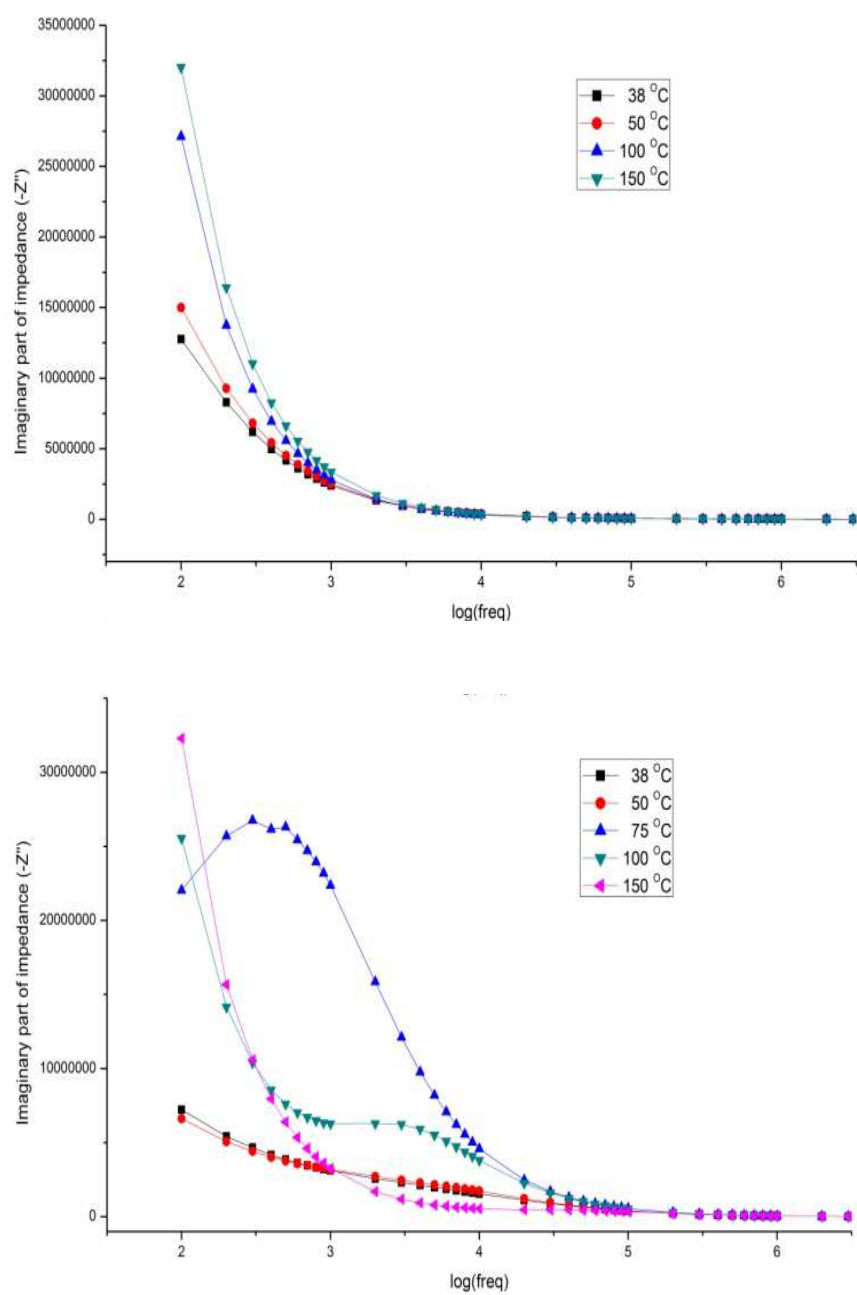 35000000
30000000
25000000
20000000
15000000
10000000
5000000
0
Imaginary part of impedance (-Z")
38 °C
50 °C
100 °C
150 °C
2 3 4 5 6
log(freq)
30000000
20000000
10000000
0
Imaginary part of impedance (-Z")
38 °C
50 °C
75 °C
100 °C
150 °C
2 3 4 5 6
log(freq)